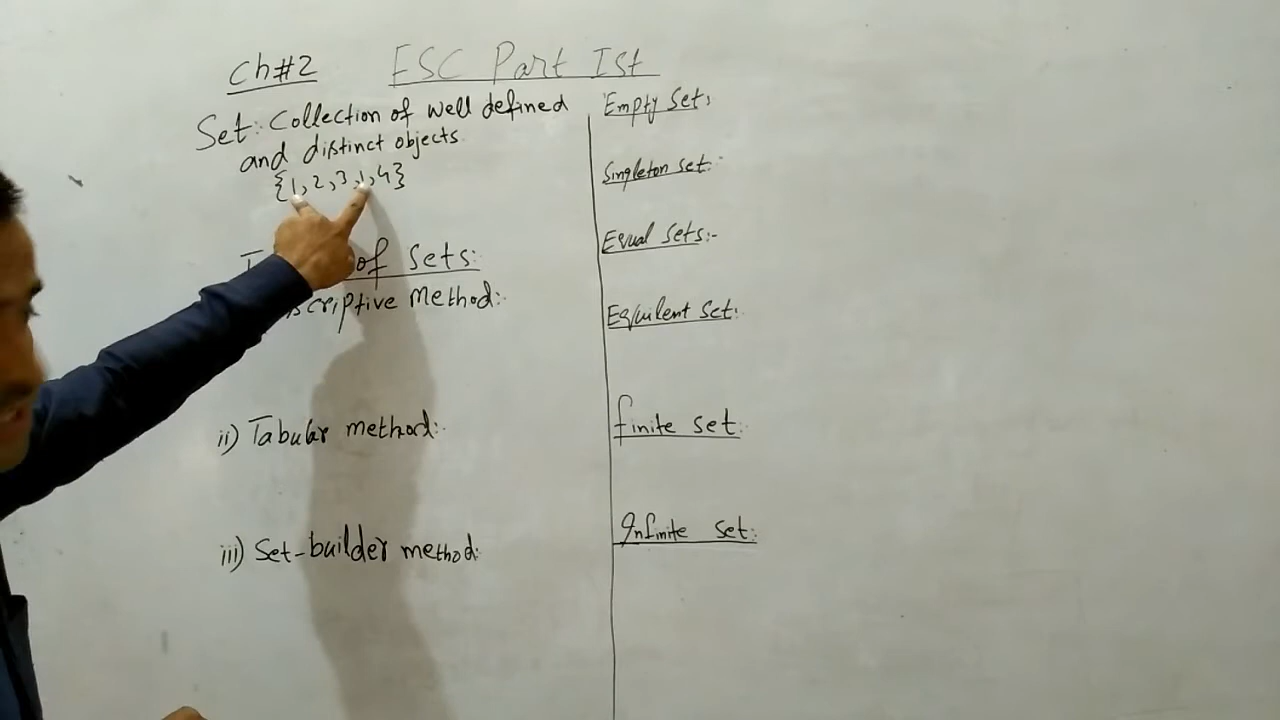 Ch#2 FSC Part Ist
Set: Collection of well defined
and distinct objects
{1, 2, 3, 1, 4}
of Sets:
scriptive method:
ii) Tabular method:
iii) Set-builder method:
Empty Set:
Singleton set:
Equal Sets:-
Equilent Set:
finite set:
Infinite set: